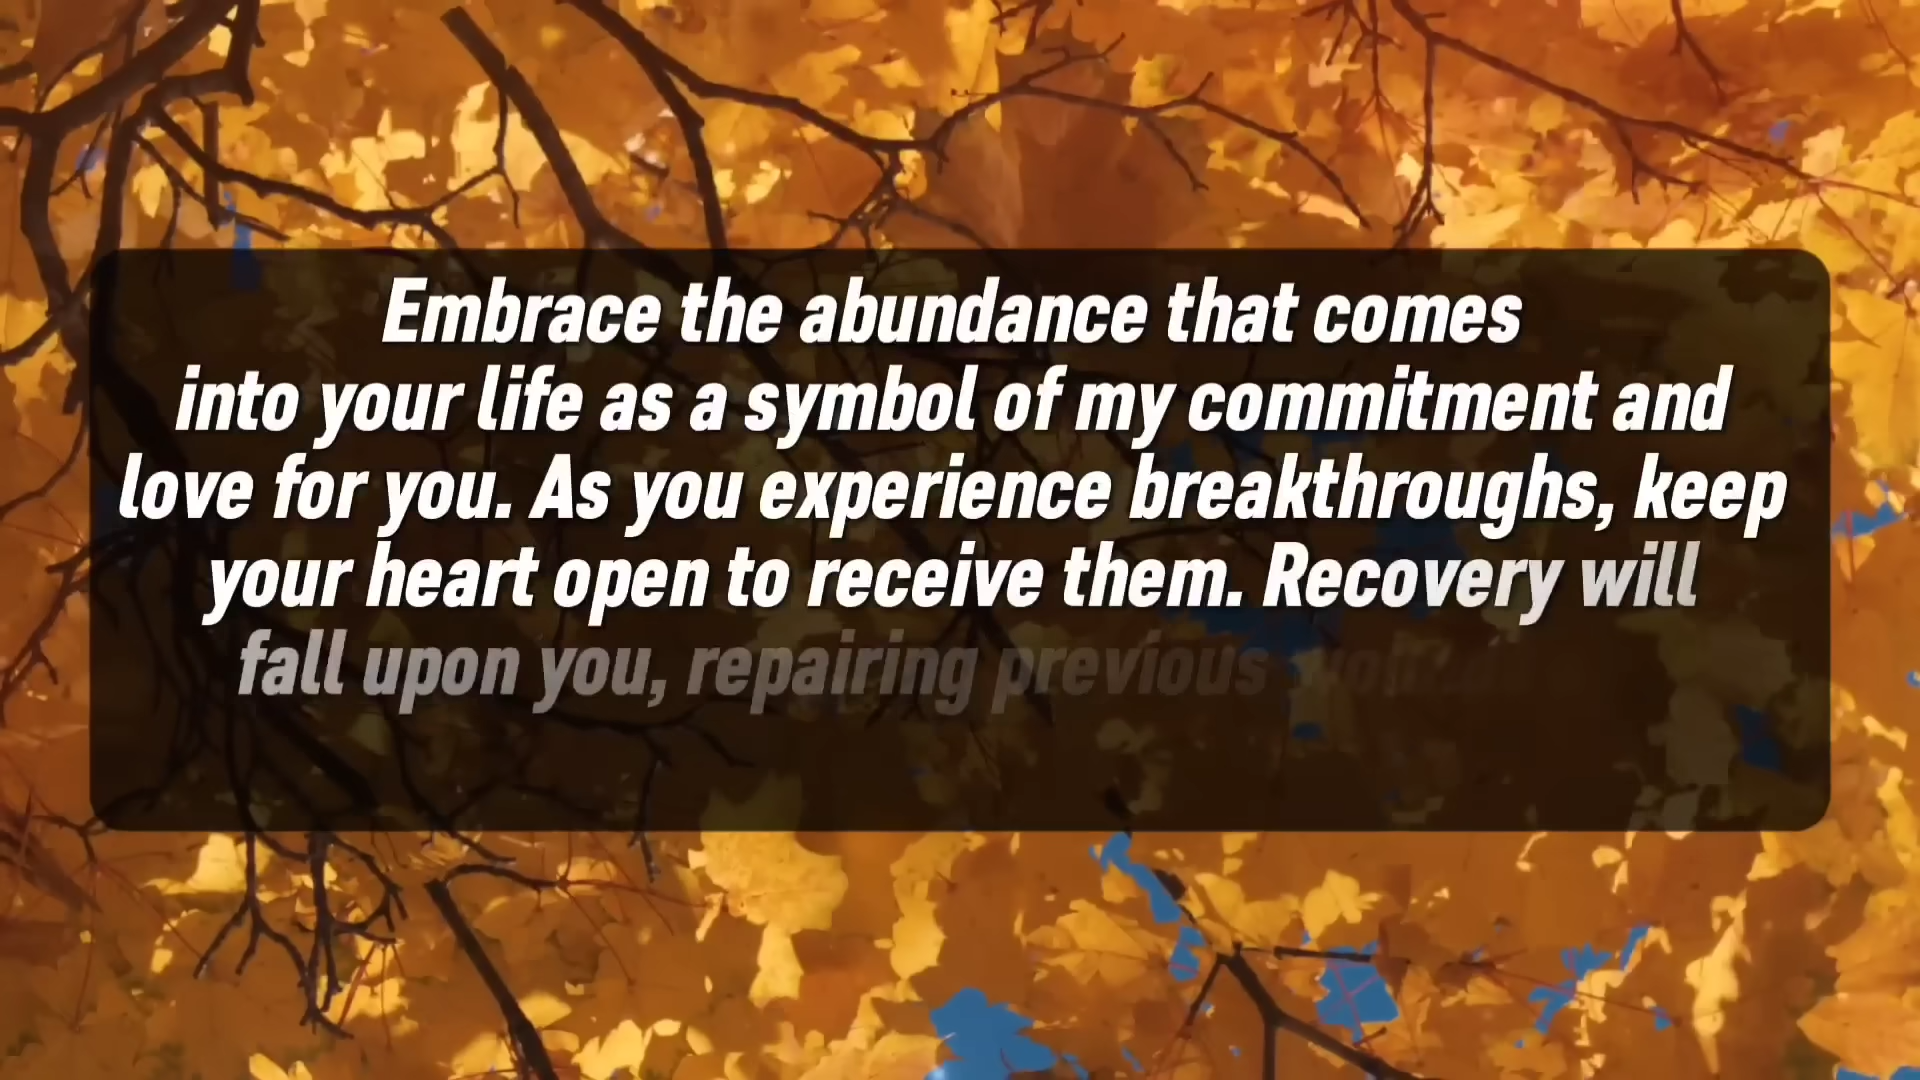 Embrace the abundance that comes
into your life as a symbol of my commitment and
love for you. As you experience breakthroughs, keep
your heart open to receive them. Recovery will
fall upon you, repairing previous